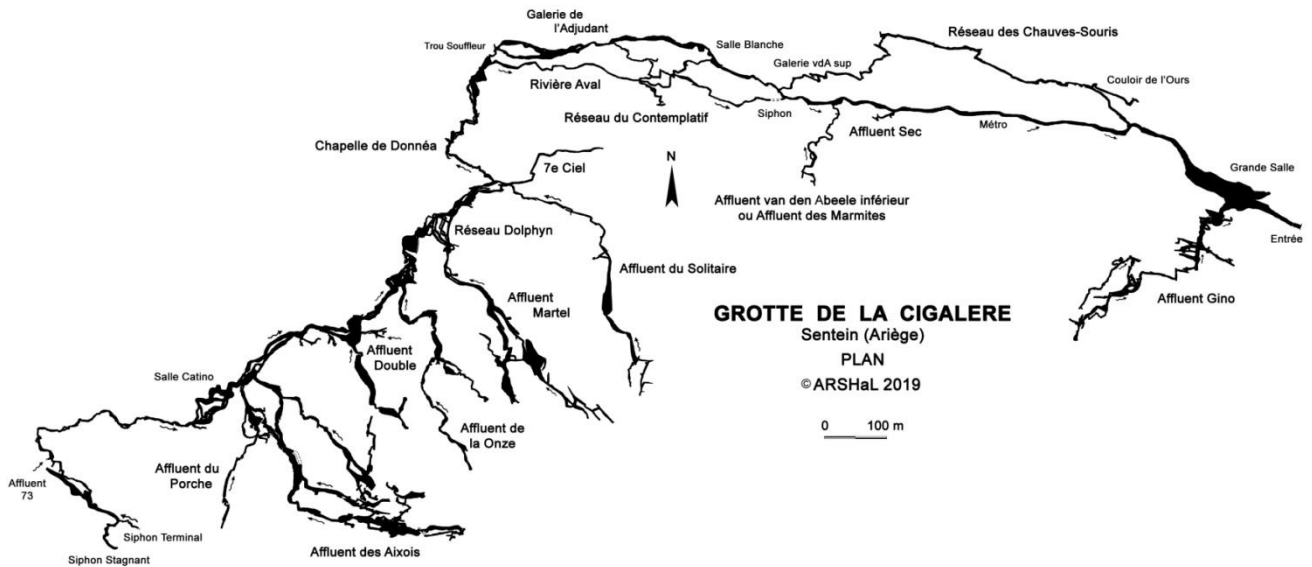 Galerie de
l'Adjudant
Trou Souffleur
Salle Blanche
Réseau des Chauves-Souris
Galerie vdA sup
Couloir de l'Ours
Rivière Aval
Réseau du Contemplatif
Siphon
Affluent Sec
Métro
Chapelle de Donnéa
7e Ciel
N
Grande Salle
Affluent van den Abeele inférieur
ou Affluent des Marmites
Réseau Dolphyn
Entrée
Affluent du Solitaire
Affluent
Martel
Affluent Gino
GROTTE DE LA CIGALERE
Sentein (Ariège)
PLAN
©ARSHaL 2019
0 100 m
Affluent
Double
Salle Catino
Affluent de
la Onze
Affluent du
Porche
Affluent
73
Siphon Terminal
Siphon Stagnant
Affluent des Aixois